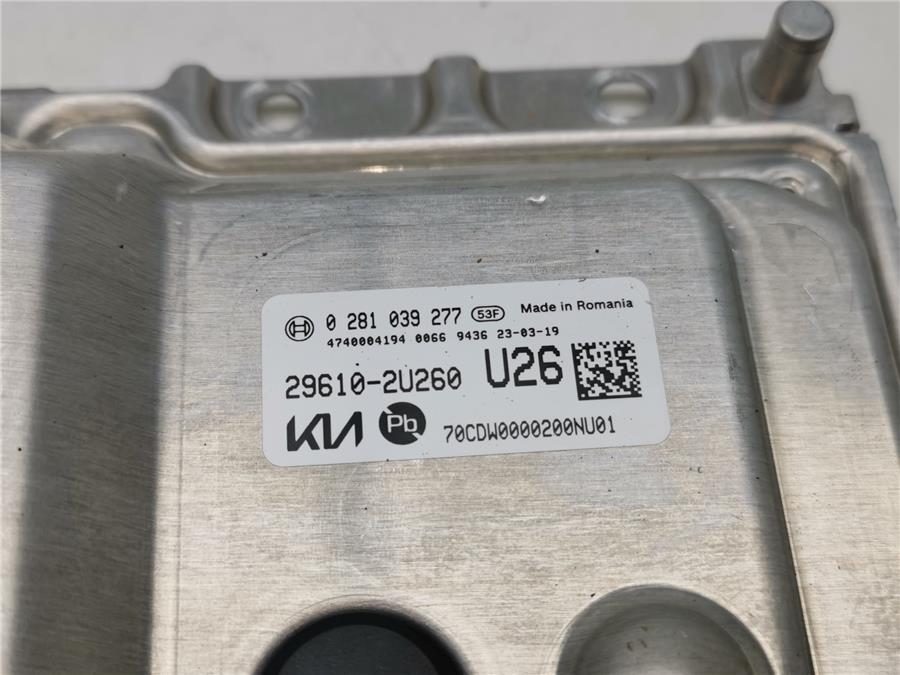 0 281 039 277 53F Made in Romania
4740004194 0066 9436 23-03-19
29610-2U260 U26
KIA Pb 70CDW0000200NU01